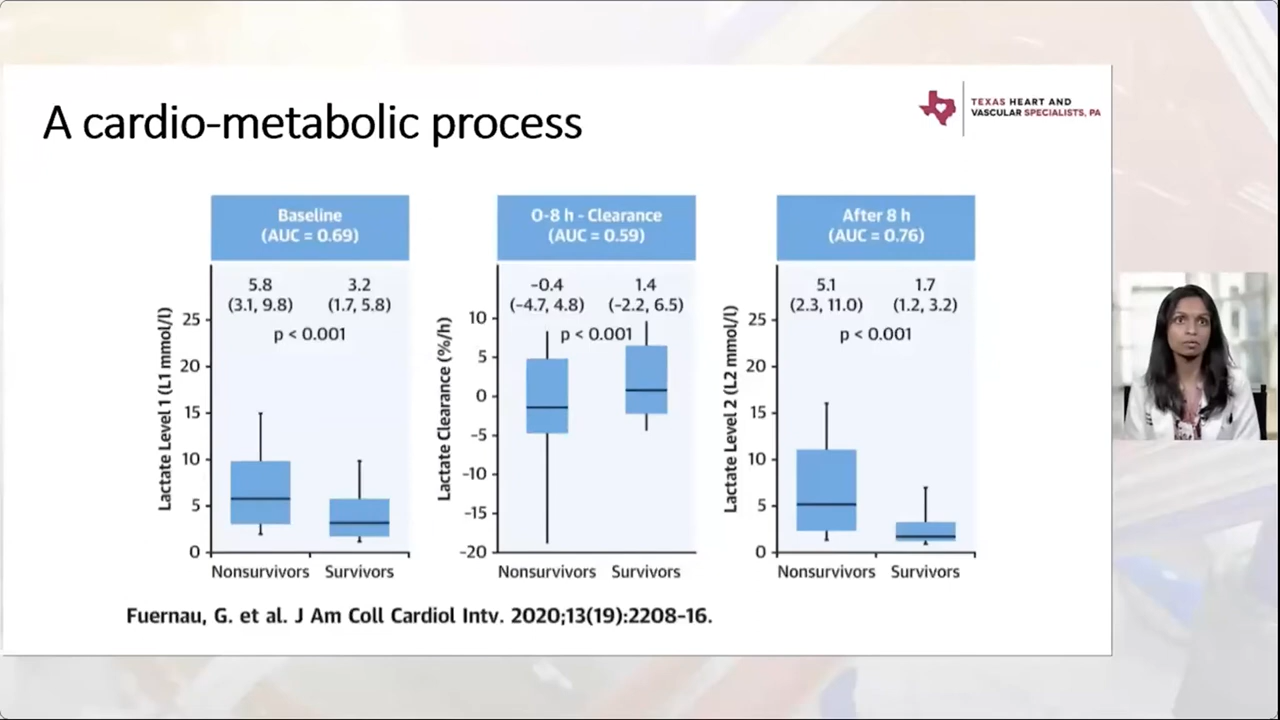 A cardio-metabolic process
TEXAS HEART AND
VASCULAR SPECIALISTS, PA
Baseline
(AUC = 0.69)
5.8
(3.1, 9.8)
3.2
(1.7, 5.8)
p < 0.001
Lactate Level 1 (L1 mmol/l)
25
20
15
10
5
0
Nonsurvivors
Survivors
0-8 h - Clearance
(AUC = 0.59)
-0.4
(-4.7, 4.8)
1.4
(-2.2, 6.5)
p < 0.001
Lactate Clearance (%/h)
10
5
0
-5
-10
-15
-20
Nonsurvivors
Survivors
After 8 h
(AUC = 0.76)
5.1
(2.3, 11.0)
1.7
(1.2, 3.2)
p < 0.001
Lactate Level 2 (L2 mmol/l)
25
20
15
10
5
0
Nonsurvivors
Survivors
Fuernau, G. et al. J Am Coll Cardiol Intv. 2020;13(19):2208-16.